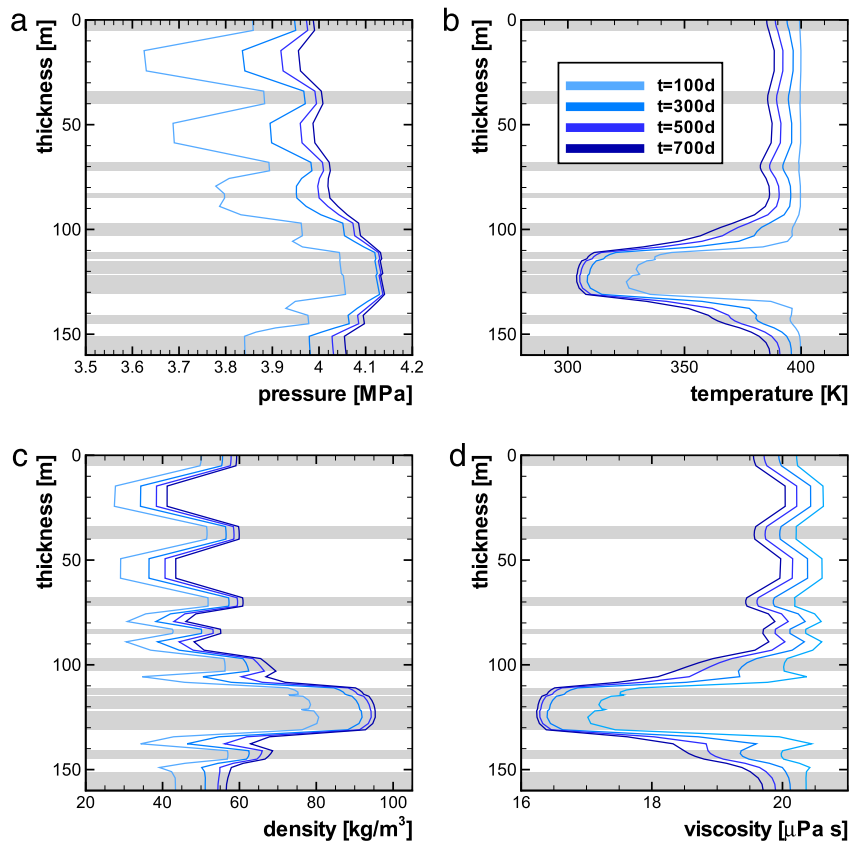 a
thickness [m]
0
50
100
150
3.5 3.6 3.7 3.8 3.9 4 4.1 4.2
pressure [MPa]
b
thickness [m]
0
50
100
150
t=100d
t=300d
t=500d
t=700d
300 350 400
temperature [K]
c
thickness [m]
0
50
100
150
20 40 60 80 100
density [kg/m³]
d
thickness [m]
0
50
100
150
16 18 20
viscosity [μPa s]